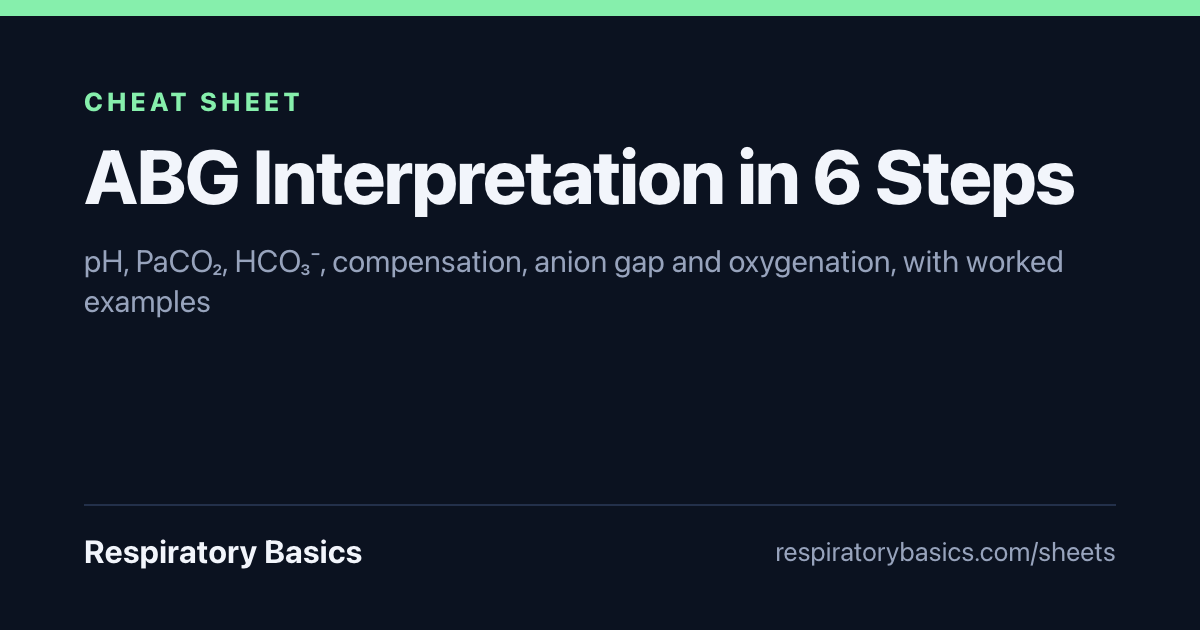 CHEAT SHEET
ABG Interpretation in 6 Steps
pH, PaCO₂, HCO₃⁻, compensation, anion gap and oxygenation, with worked
examples
Respiratory Basics
respiratorybasics.com/sheets